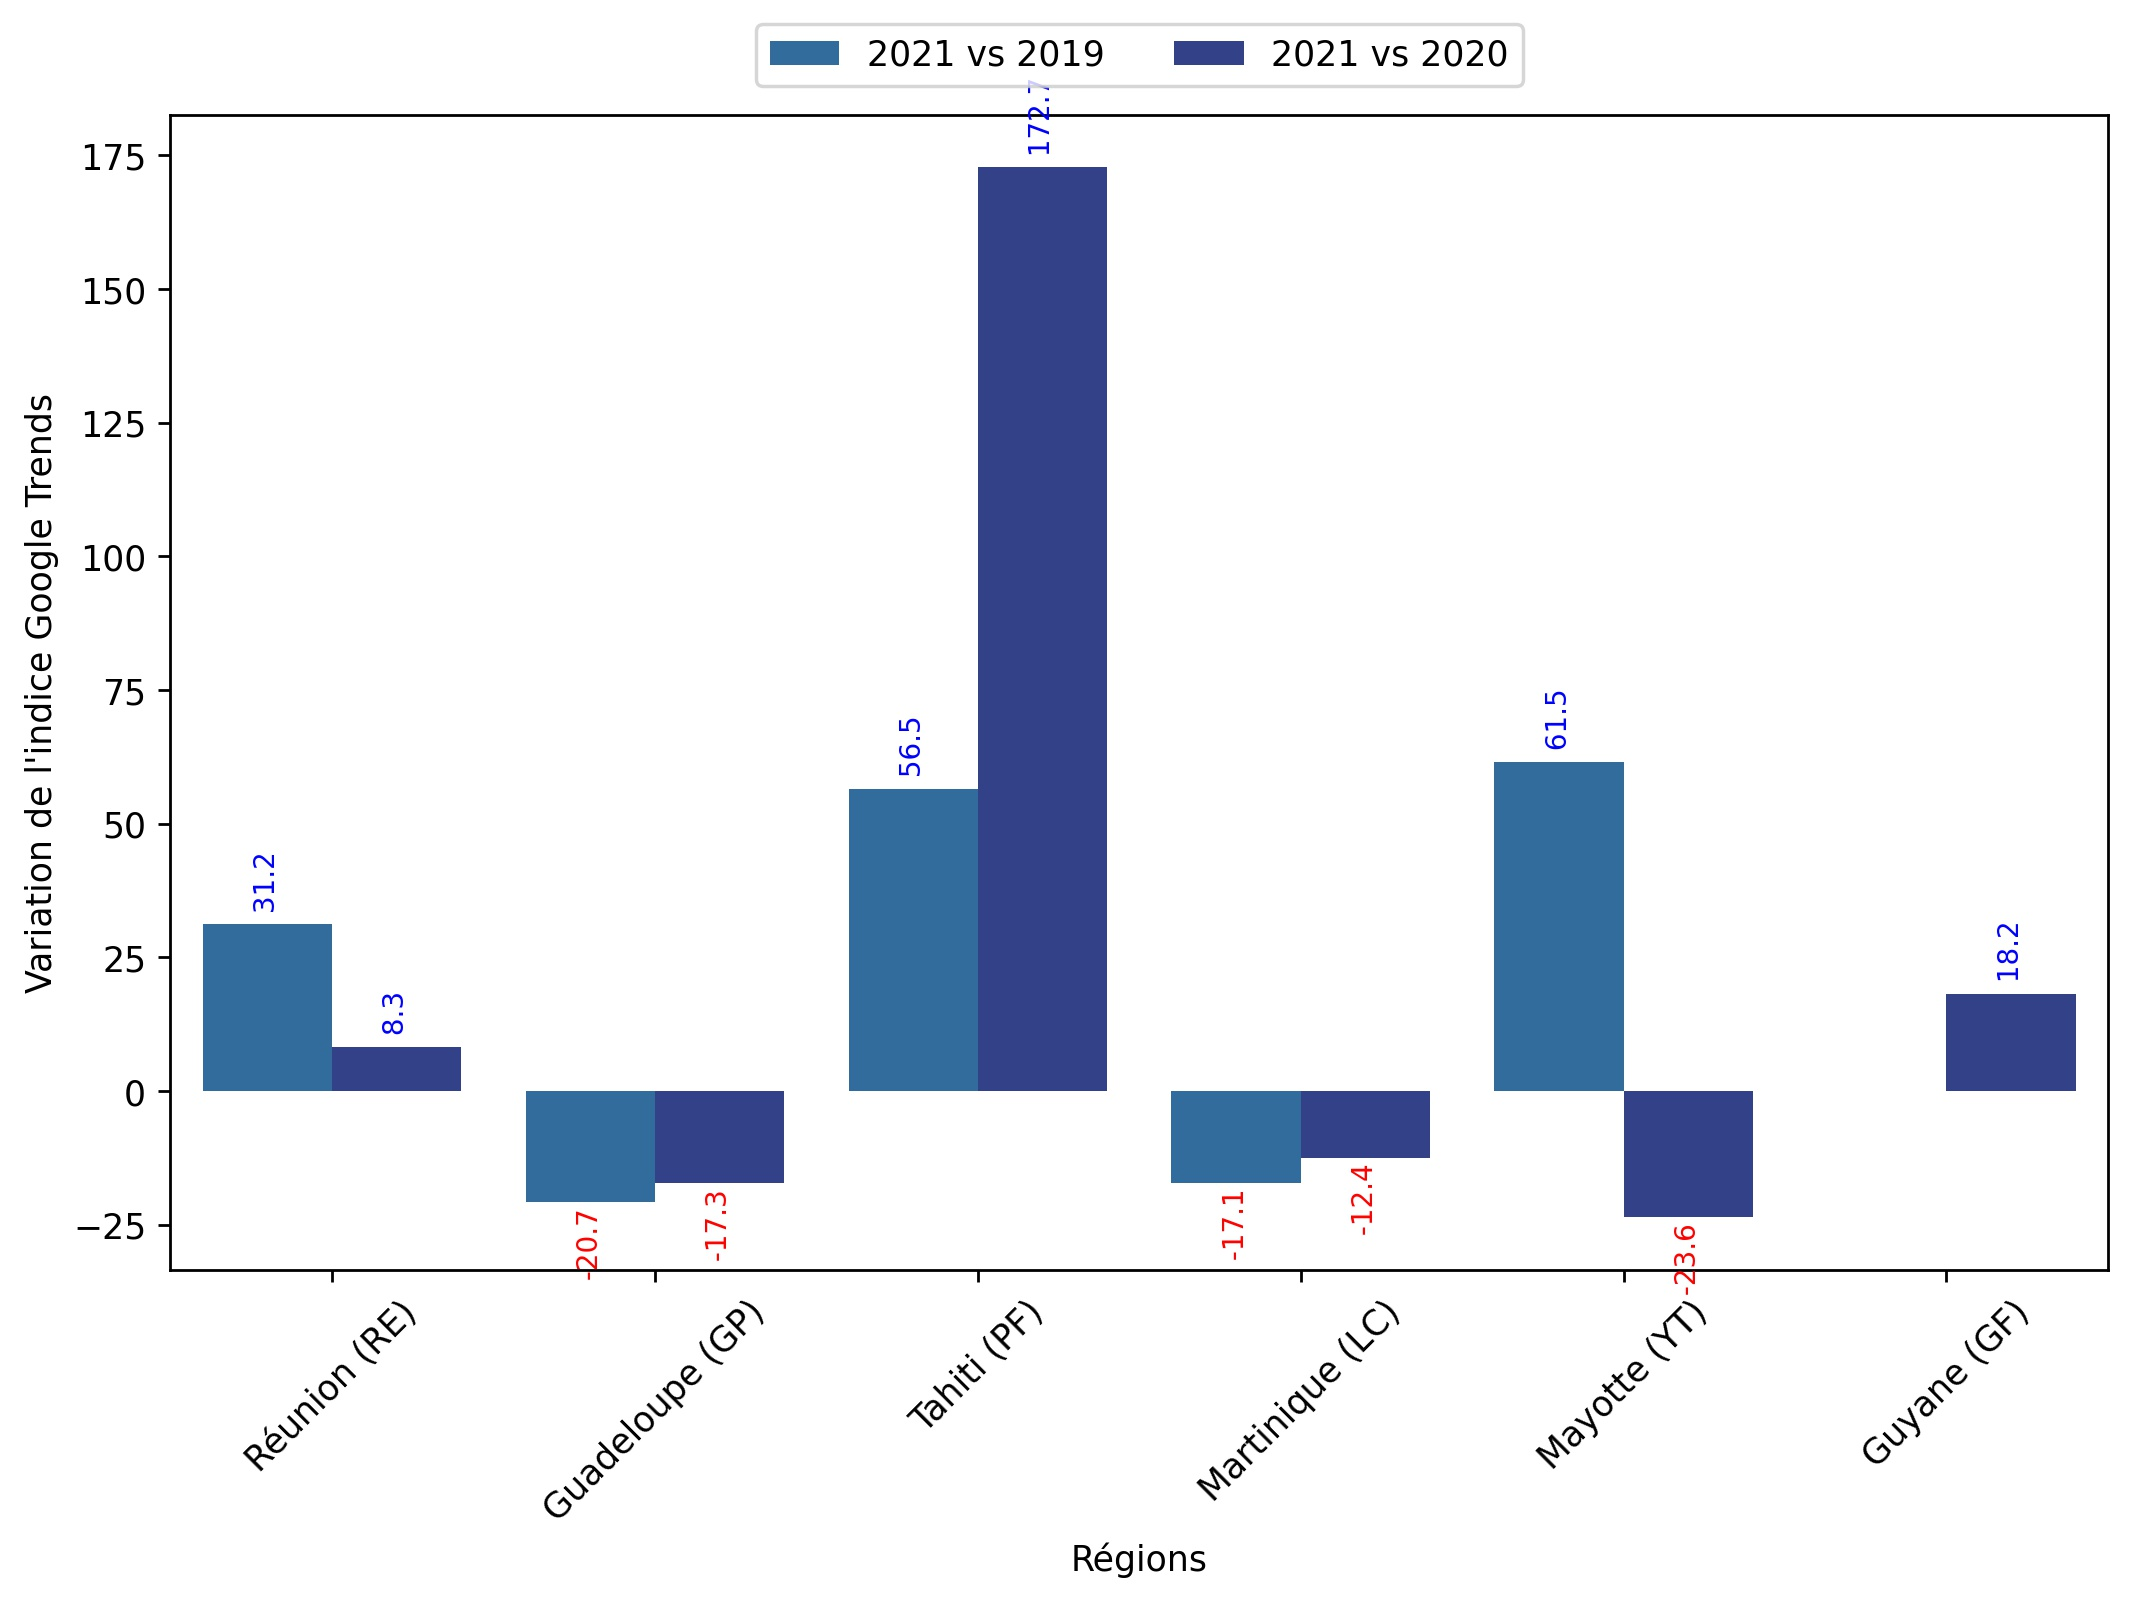 2021 vs 2019
2021 vs 2020
Variation de l'indice Google Trends
175
150
125
100
75
50
25
0
−25
31.2
8.3
-20.7
-17.3
56.5
172.7
-17.1
-12.4
61.5
-23.6
18.2
Réunion (RE)
Guadeloupe (GP)
Tahiti (PF)
Martinique (LC)
Mayotte (YT)
Guyane (GF)
Régions